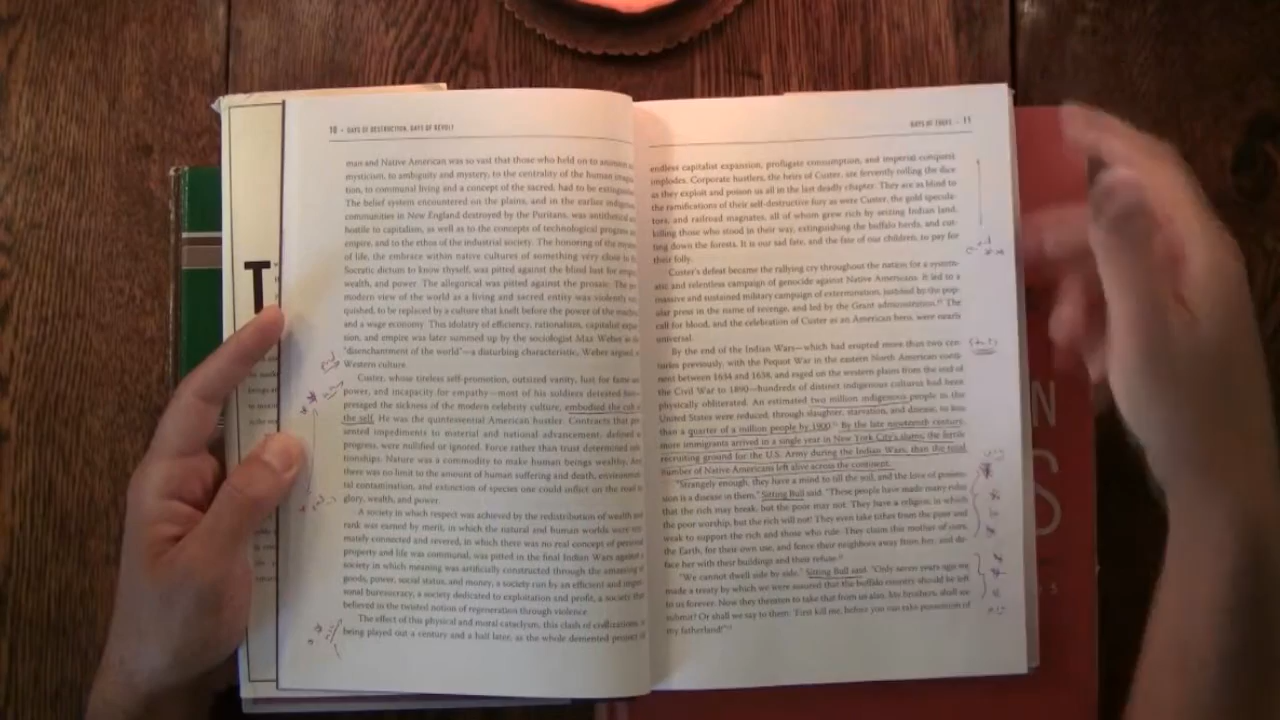 10 • DAYS OF DESTRUCTION, DAYS OF REVOLT
man and Native American was so vast that those who held on to
mysticism, to ambiguity and mystery, to the centrality of the human
tion, to communal living and a concept of the sacred, had to be
The belief system encountered on the plains, and in the earlier
communities in New England destroyed by the Puritans, was
hostile to capitalism, as well as to the concepts of technological
empire, and to the ethos of the industrial society. The honoring of the
of life, the embrace within native cultures of something very close to
Socratic dictum to know thyself, was pitted against the blind lust for
wealth, and power. The allegorical was pitted against the prosaic. The
modern view of the world as a living and sacred entity was violently
quished, to be replaced by a culture that knelt before the power of the
and a wage economy. This idolatry of efficiency, rationalism, capitalist
sion, and empire was later summed up by the sociologist Max Weber as
"disenchantment of the world"—a disturbing characteristic, Weber argued,
Western culture.
Custer, whose tireless self-promotion, outsized vanity, lust for fame
power, and incapacity for empathy—most of his soldiers detested
presaged the sickness of the modern celebrity culture, embodied the cult
the self. He was the quintessential American hustler. Contracts that
sented impediments to material and national advancement,
progress, were nullified or ignored. Force rather than trust determined
tionships. Nature was a commodity to make human beings wealthy.
there was no limit to the amount of human suffering and death,
tal contamination, and extinction of species one could inflict on the road
glory, wealth, and power.
A society in which respect was achieved by the redistribution of wealth
rank was earned by merit, in which the natural and human worlds were
mately connected and revered, in which there was no real concept of
property and life was communal, was pitted in the final Indian Wars against
society in which meaning was artificially constructed through the amassing
goods, power, social status, and money, a society run by an efficient and
sonal bureaucracy, a society dedicated to exploitation and profit, a society
believed in the twisted notion of regeneration through violence.
The effect of this physical and moral cataclysm, this clash of civilizations,
being played out a century and a half later, as the whole demented project
DAYS OF THEFT • 11
endless capitalist expansion, profligate consumption, and imperial conquest
implodes. Corporate hustlers, the heirs of Custer, are fervently rolling the dice
as they exploit and poison us all in the last deadly chapter. They are as blind to
the ramifications of their self-destructive fury as were Custer, the gold specula-
tors, and railroad magnates, all of whom grew rich by seizing Indian land,
killing those who stood in their way, extinguishing the buffalo herds, and cut-
ting down the forests. It is our sad fate, and the fate of our children, to pay for
their folly.
Custer's defeat became the rallying cry throughout the nation for a system-
atic and relentless campaign of genocide against Native Americans. It led to a
massive and sustained military campaign of extermination, justified by the pop-
ular press in the name of revenge, and led by the Grant administration. The
call for blood, and the celebration of Custer as an American hero, were nearly
universal.
By the end of the Indian Wars—which had erupted more than two cen-
turies previously, with the Pequot War in the eastern North American conti-
nent between 1634 and 1638, and raged on the western plains from the end of
the Civil War to 1890—hundreds of distinct indigenous cultures had been
physically obliterated. An estimated two million indigenous people in the
United States were reduced, through slaughter, starvation, and disease, to less
than a quarter of a million people by 1900. By the late nineteenth century,
more immigrants arrived in a single year in New York City's slums, the fertile
recruiting ground for the U.S. Army during the Indian Wars, than the total
number of Native Americans left alive across the continent.
"Strangely enough, they have a mind to till the soil, and the love of posses-
sion is a disease in them," Sitting Bull said. "These people have made many rules
that the rich may break, but the poor may not. They have a religion in which
the poor worship, but the rich will not! They even take tithes from the poor and
weak to support the rich and those who rule. They claim this mother of ours,
the Earth, for their own use, and fence their neighbors away from her, and de-
face her with their buildings and their refuse."
"We cannot dwell side by side," Sitting Bull said. "Only seven years ago we
made a treaty by which we were assured that the buffalo country should be left
to us forever. Now they threaten to take that from us also. My brothers, shall we
submit? Or shall we say to them: 'First kill me, before you can take possession of
my fatherland!'"
T
N
S